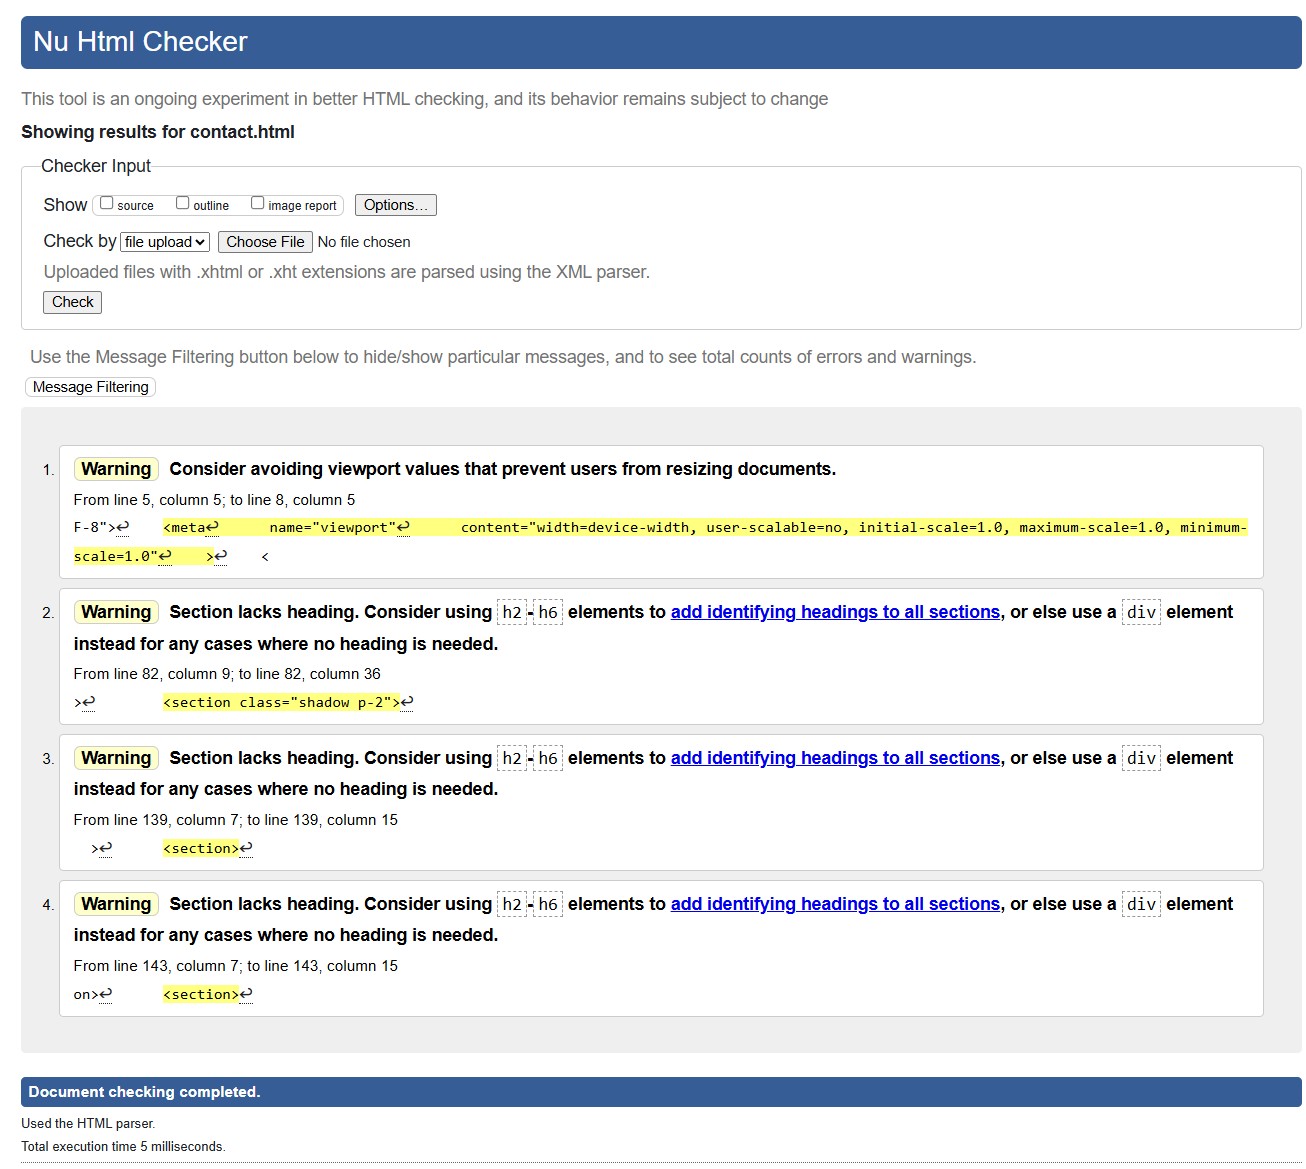 Nu Html Checker
This tool is an ongoing experiment in better HTML checking, and its behavior remains subject to change
Showing results for contact.html
Checker Input
Show source outline image report Options...
Check by file upload Choose File No file chosen
Uploaded files with .xhtml or .xht extensions are parsed using the XML parser.
Check
Use the Message Filtering button below to hide/show particular messages, and to see total counts of errors and warnings.
Message Filtering
1. Warning Consider avoiding viewport values that prevent users from resizing documents.
From line 5, column 5; to line 8, column 5
F-8">↩ <meta↩ name="viewport"↩ content="width=device-width, user-scalable=no, initial-scale=1.0, maximum-scale=1.0, minimum-
scale=1.0"↩ >↩ <
2. Warning Section lacks heading. Consider using h2-h6 elements to add identifying headings to all sections, or else use a div element
instead for any cases where no heading is needed.
From line 82, column 9; to line 82, column 36
>↩ <section class="shadow p-2">↩
3. Warning Section lacks heading. Consider using h2-h6 elements to add identifying headings to all sections, or else use a div element
instead for any cases where no heading is needed.
From line 139, column 7; to line 139, column 15
>↩ <section>↩
4. Warning Section lacks heading. Consider using h2-h6 elements to add identifying headings to all sections, or else use a div element
instead for any cases where no heading is needed.
From line 143, column 7; to line 143, column 15
on>↩ <section>↩
Document checking completed.
Used the HTML parser.
Total execution time 5 milliseconds.